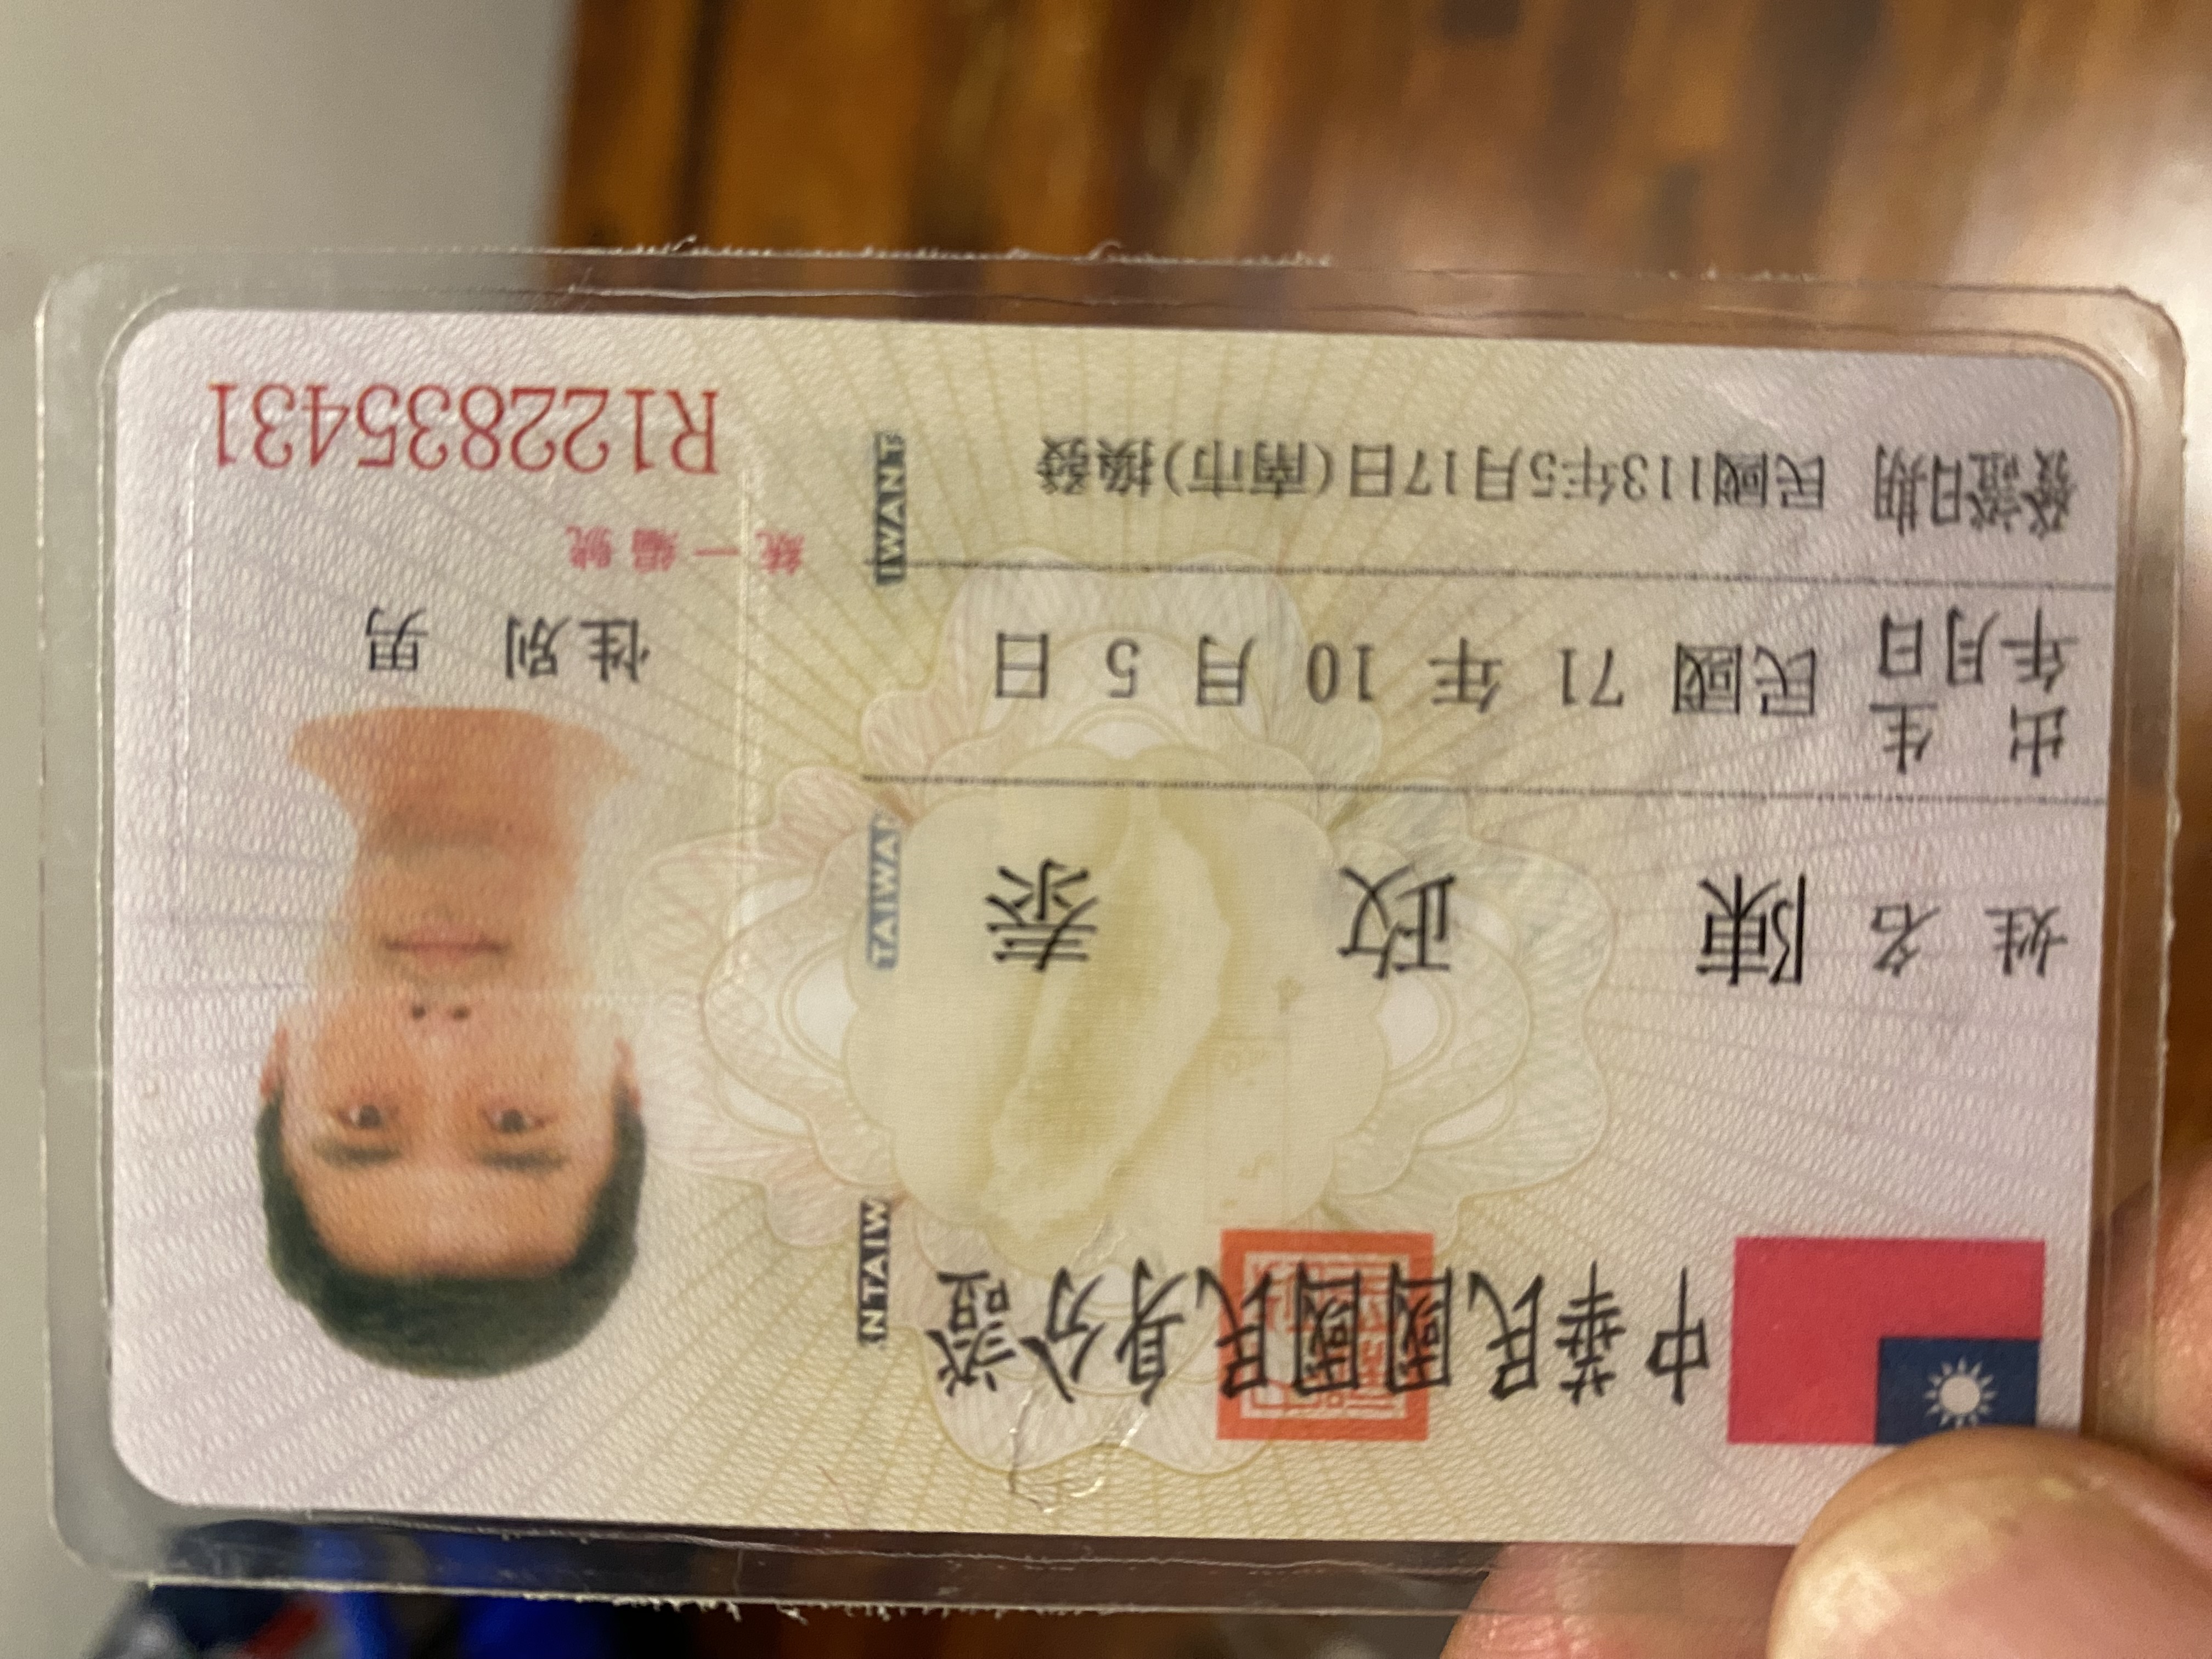 中華民國國民身分證
姓名 陳政泰
出生年月日 民國 71 年 10 月 5 日
性別 男
統一編號
發證日期 民國113年5月17日(南市)換發
R122835431
TAIWAN